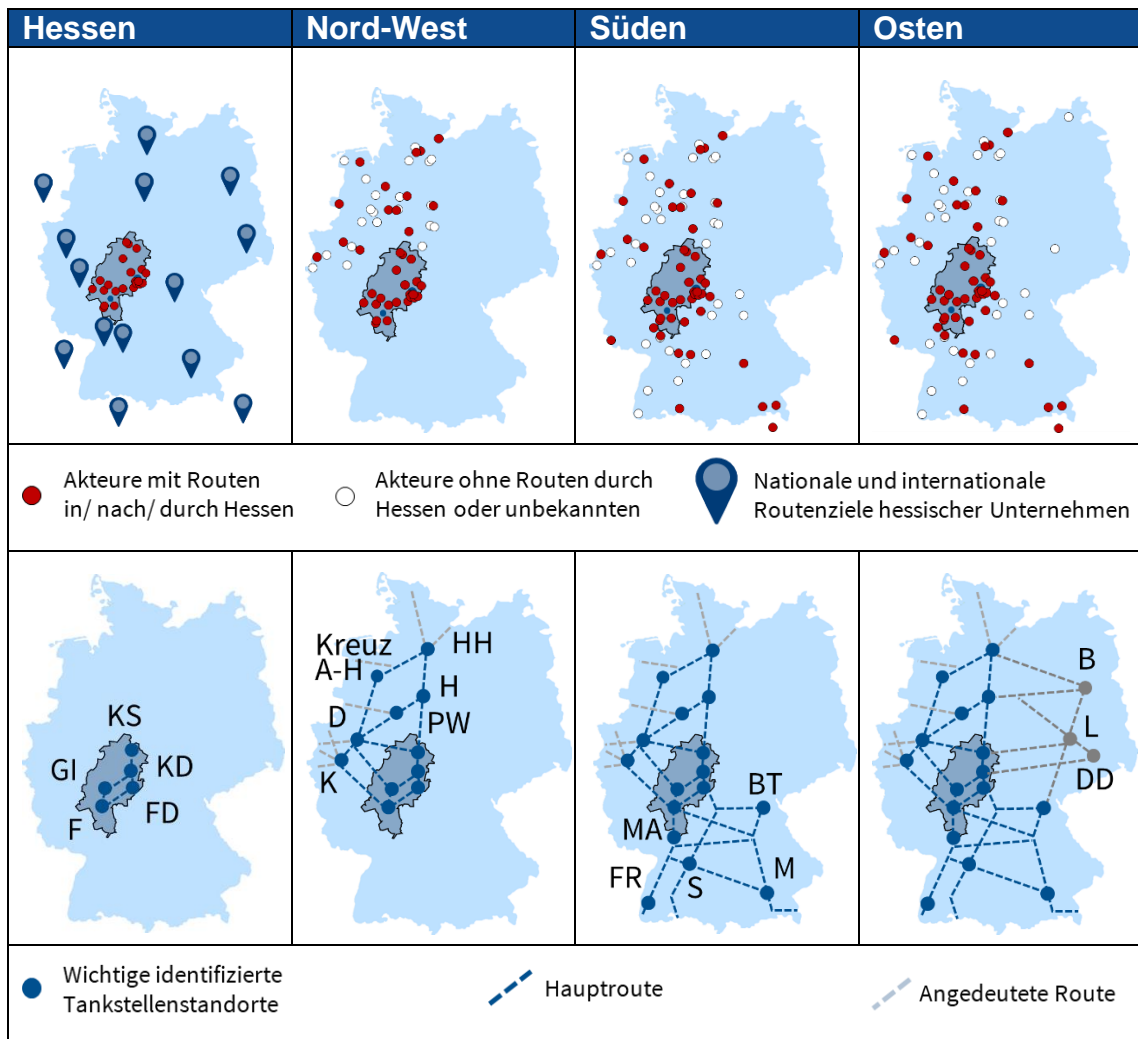 Hessen
Nord-West
Süden
Osten
Akteure mit Routen
in/ nach/ durch Hessen
Akteure ohne Routen durch
Hessen oder unbekannten
Nationale und internationale
Routenziele hessischer Unternehmen
KS
GI
KD
F
FD
Kreuz
A-H
HH
H
D
PW
K
BT
MA
FR
S
M
B
L
DD
Wichtige identifizierte
Tankstellenstandorte
Hauptroute
Angedeutete Route